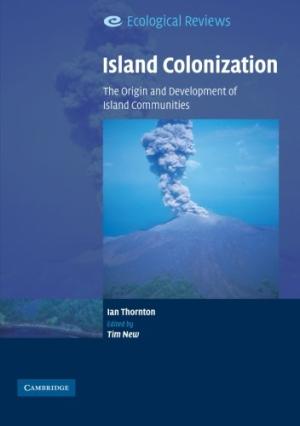 Ecological Reviews
Island Colonization
The Origin and Development of
Island Communities
Ian Thornton
Edited by
Tim New
CAMBRIDGE